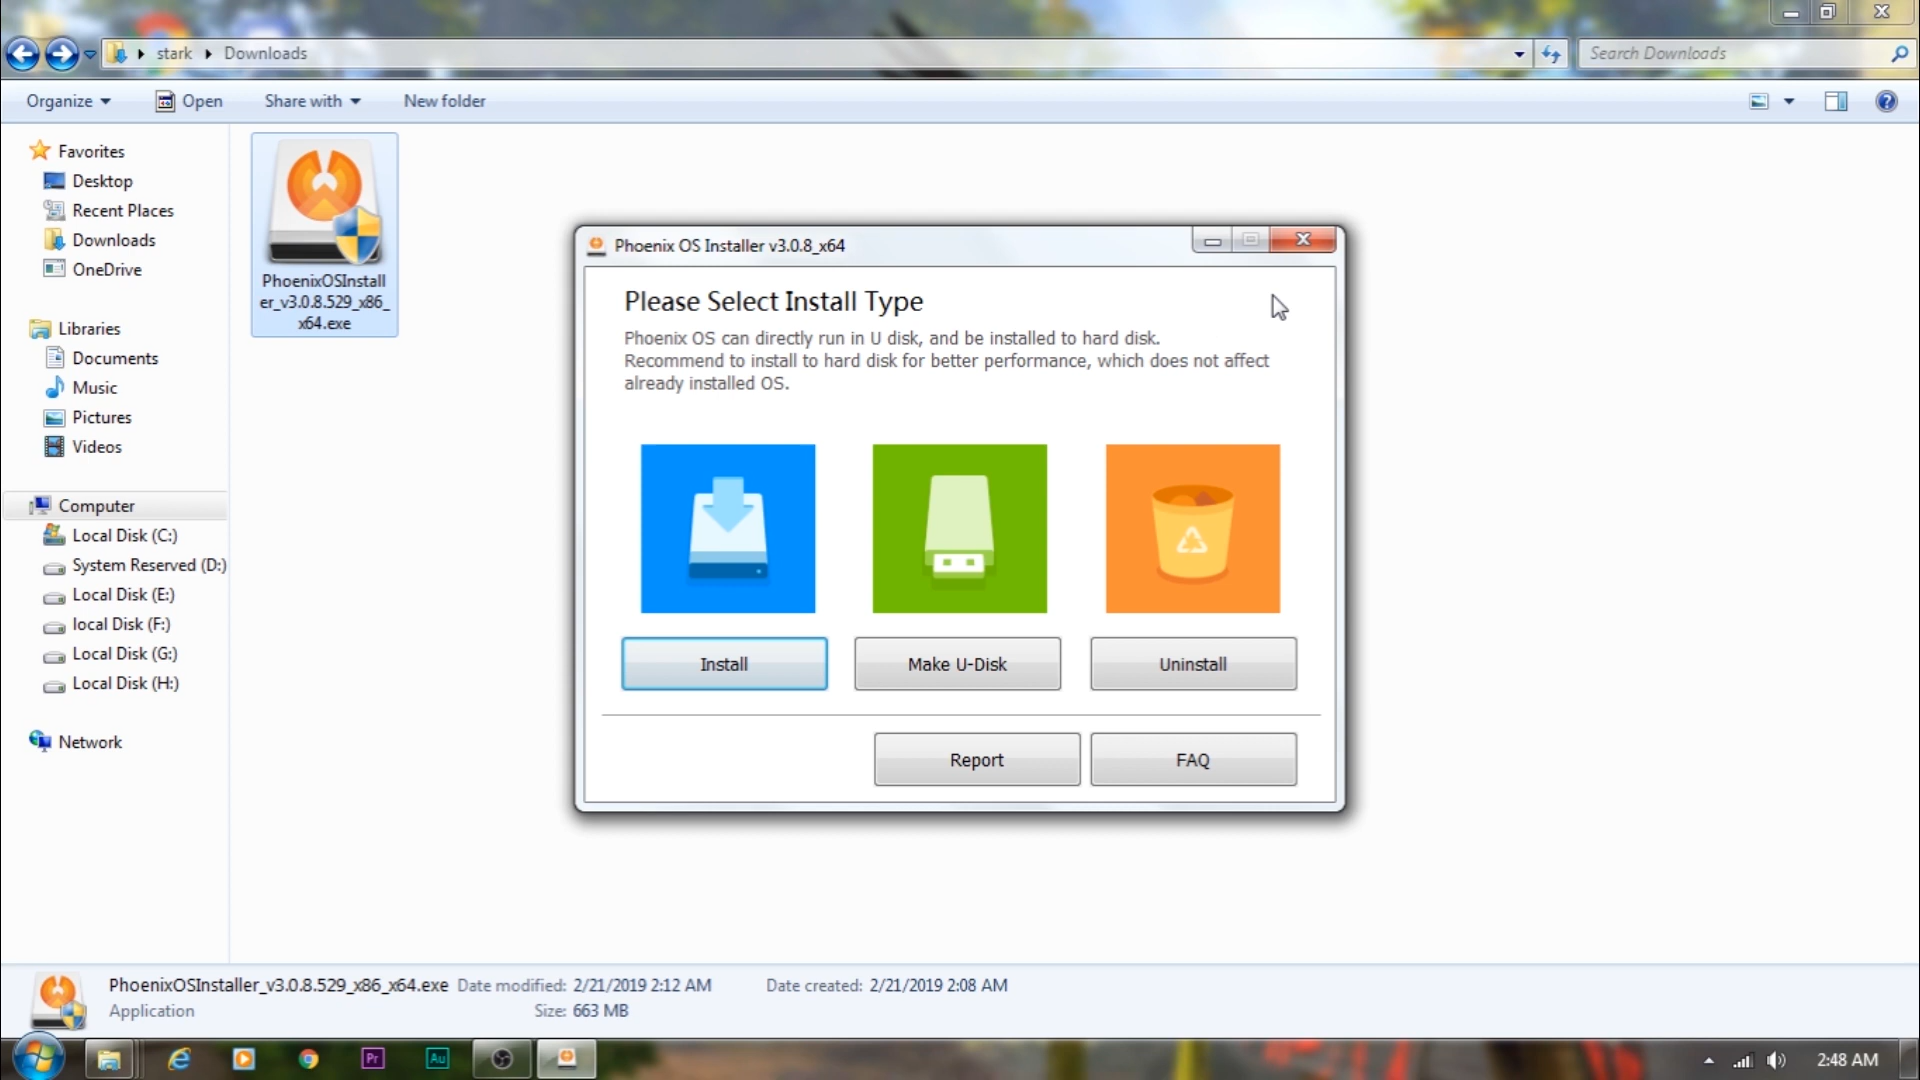 stark
Downloads
Search Downloads
Organize
Open
Share with
New folder
Favorites
Desktop
Recent Places
Downloads
OneDrive
Libraries
Documents
Music
Pictures
Videos
Computer
Local Disk (C:)
System Reserved (D:)
Local Disk (E:)
local Disk (F:)
Local Disk (G:)
Local Disk (H:)
Network
PhoenixOSInstall
er_v3.0.8.529_x86_
x64.exe
Phoenix OS Installer v3.0.8_x64
Please Select Install Type
Phoenix OS can directly run in U disk, and be installed to hard disk.
Recommend to install to hard disk for better performance, which does not affect
already installed OS.
Install
Make U-Disk
Uninstall
Report
FAQ
PhoenixOSInstaller_v3.0.8.529_x86_x64.exe Date modified: 2/21/2019 2:12 AM Date created: 2/21/2019 2:08 AM
Application Size: 663 MB
Pr
Au
2:48 AM